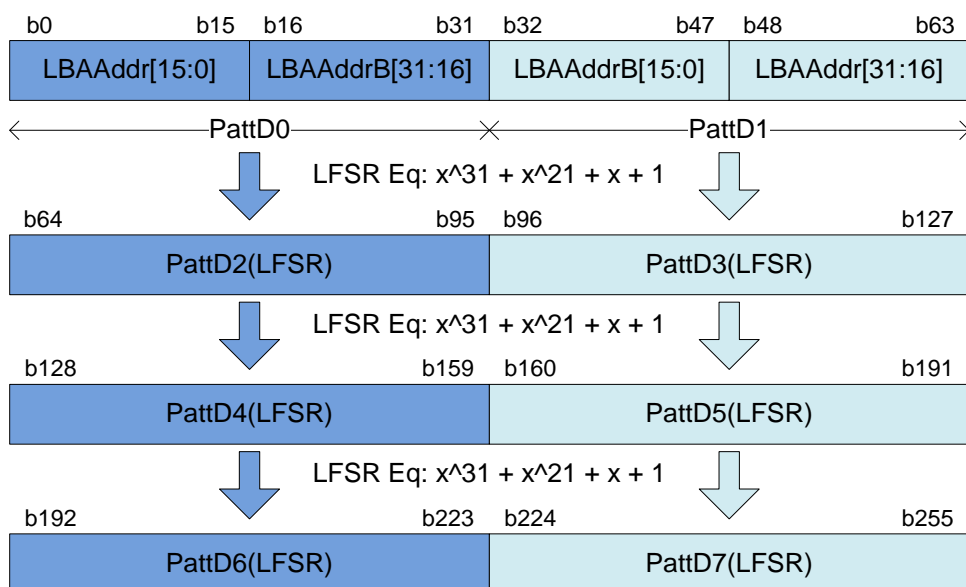 b0 b15 b16 b31 b32 b47 b48 b63
LBAAddr[15:0] LBAAddrB[31:16] LBAAddrB[15:0] LBAAddr[31:16]
PattD0 PattD1
LFSR Eq: x^31 + x^21 + x + 1
b64 b95 b96 b127
PattD2(LFSR) PattD3(LFSR)
LFSR Eq: x^31 + x^21 + x + 1
b128 b159 b160 b191
PattD4(LFSR) PattD5(LFSR)
LFSR Eq: x^31 + x^21 + x + 1
b192 b223 b224 b255
PattD6(LFSR) PattD7(LFSR)